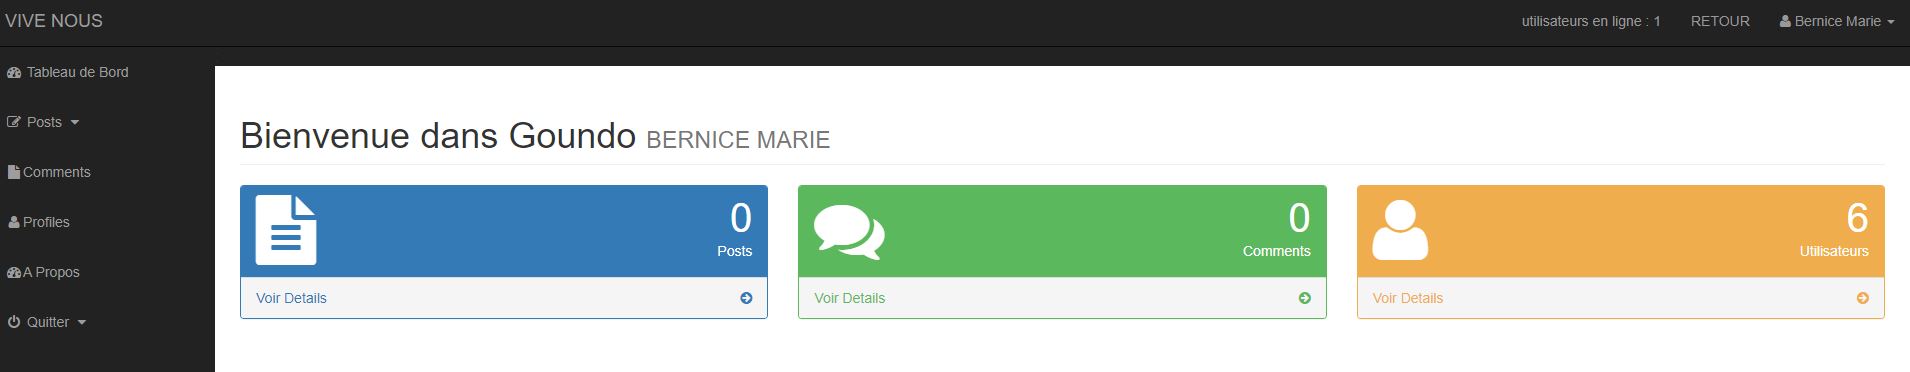 VIVE NOUS
utilisateurs en ligne : 1 RETOUR Bernice Marie
Tableau de Bord
Posts
Comments
Profiles
A Propos
Quitter
Bienvenue dans Goundo BERNICE MARIE
0
Posts
Voir Details
0
Comments
Voir Details
6
Utilisateurs
Voir Details